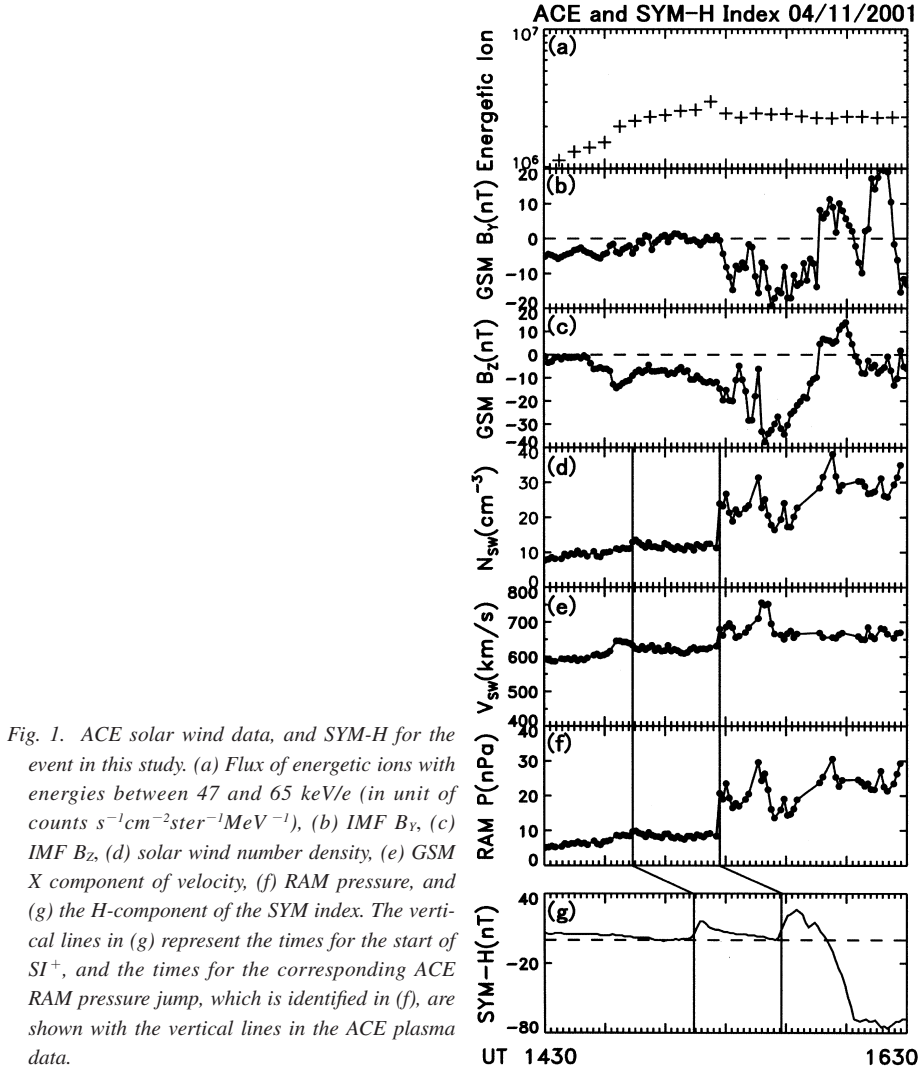 ACE and SYM-H Index 04/11/2001
10⁷
(a)
Energetic Ion
10⁶
20
(b)
10
0
-10
-20
GSM B_Y(nT)
20
(c)
10
0
-10
-20
-30
-40
GSM B_Z(nT)
40
(d)
30
20
10
0
N_SW(cm⁻³)
800
(e)
700
600
500
400
V_SW(km/s)
40
(f)
30
20
10
0
RAM P(nPa)
40
(g)
-20
-80
SYM-H(nT)
UT 1430 1630
Fig. 1. ACE solar wind data, and SYM-H for the
event in this study. (a) Flux of energetic ions with
energies between 47 and 65 keV/e (in unit of
counts s⁻¹cm⁻²ster⁻¹MeV⁻¹), (b) IMF B_Y, (c)
IMF B_Z, (d) solar wind number density, (e) GSM
X component of velocity, (f) RAM pressure, and
(g) the H-component of the SYM index. The verti-
cal lines in (g) represent the times for the start of
SI⁺, and the times for the corresponding ACE
RAM pressure jump, which is identified in (f), are
shown with the vertical lines in the ACE plasma
data.